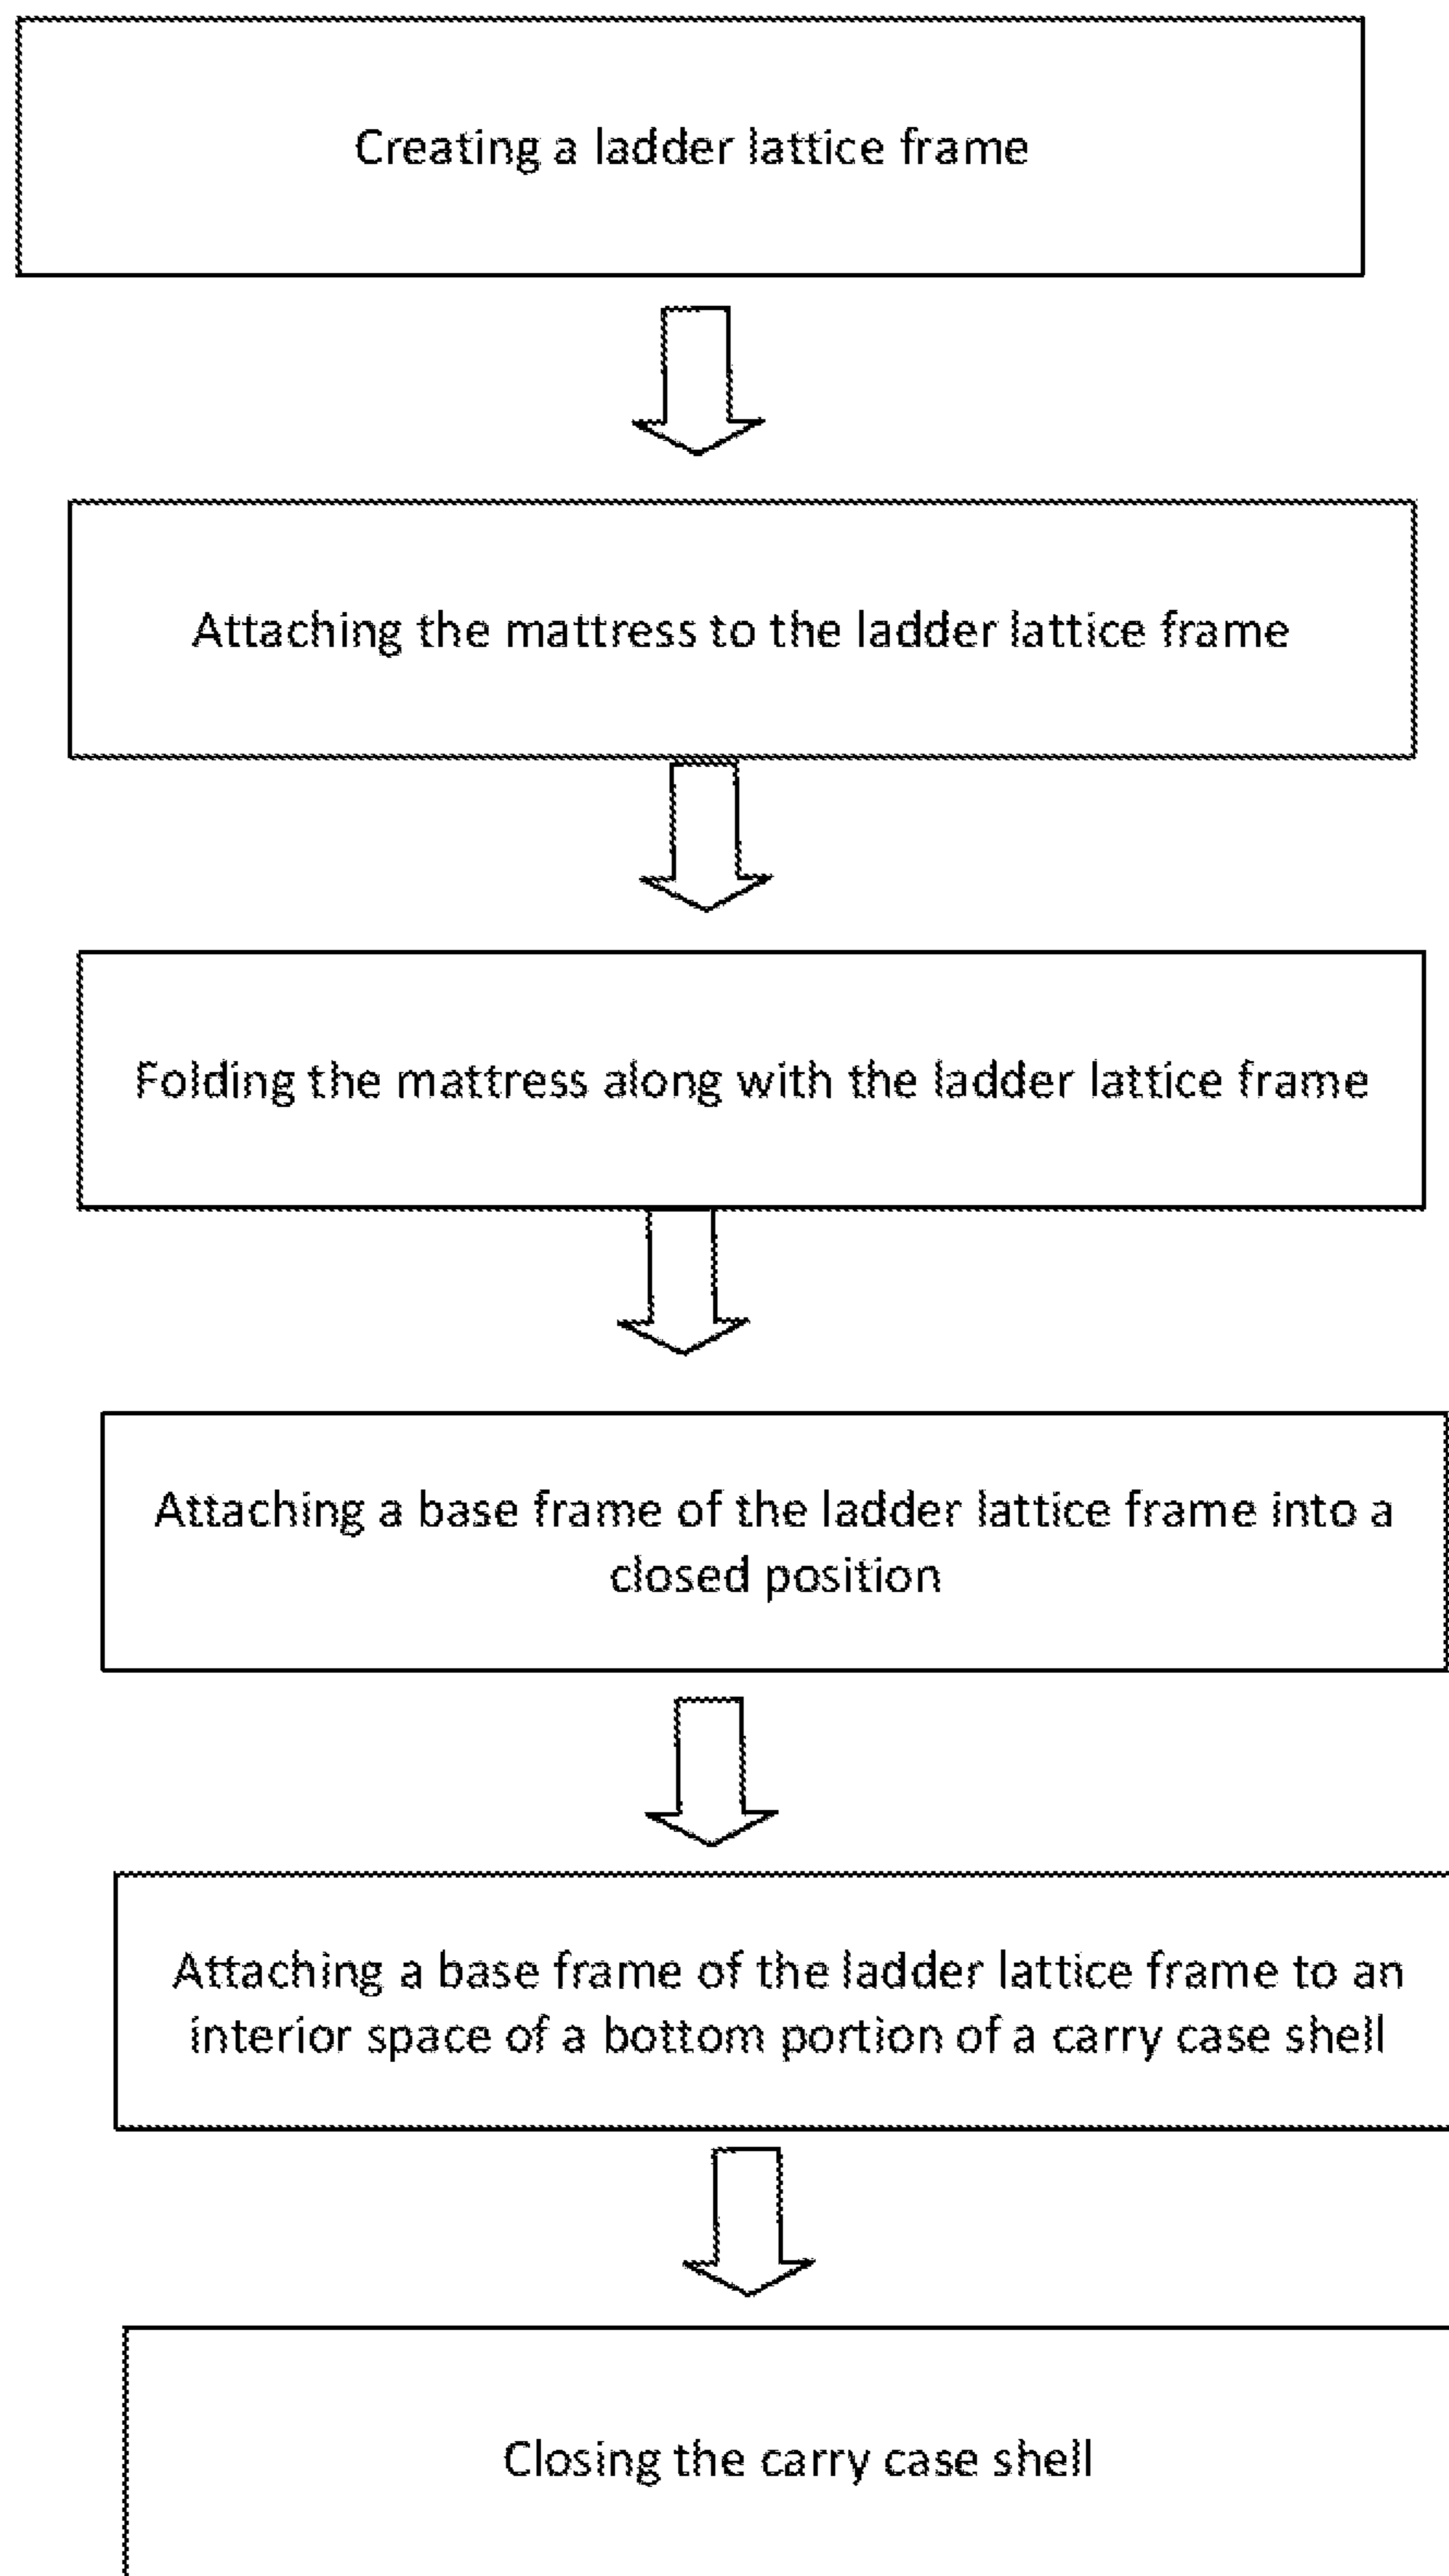 Creating a ladder lattice frame
Attaching the mattress to the ladder lattice frame
Folding the mattress along with the ladder lattice frame
Attaching a base frame of the ladder lattice frame into a
closed position
Attaching a base frame of the ladder lattice frame to an
interior space of a bottom portion of a carry case shell
Closing the carry case shell